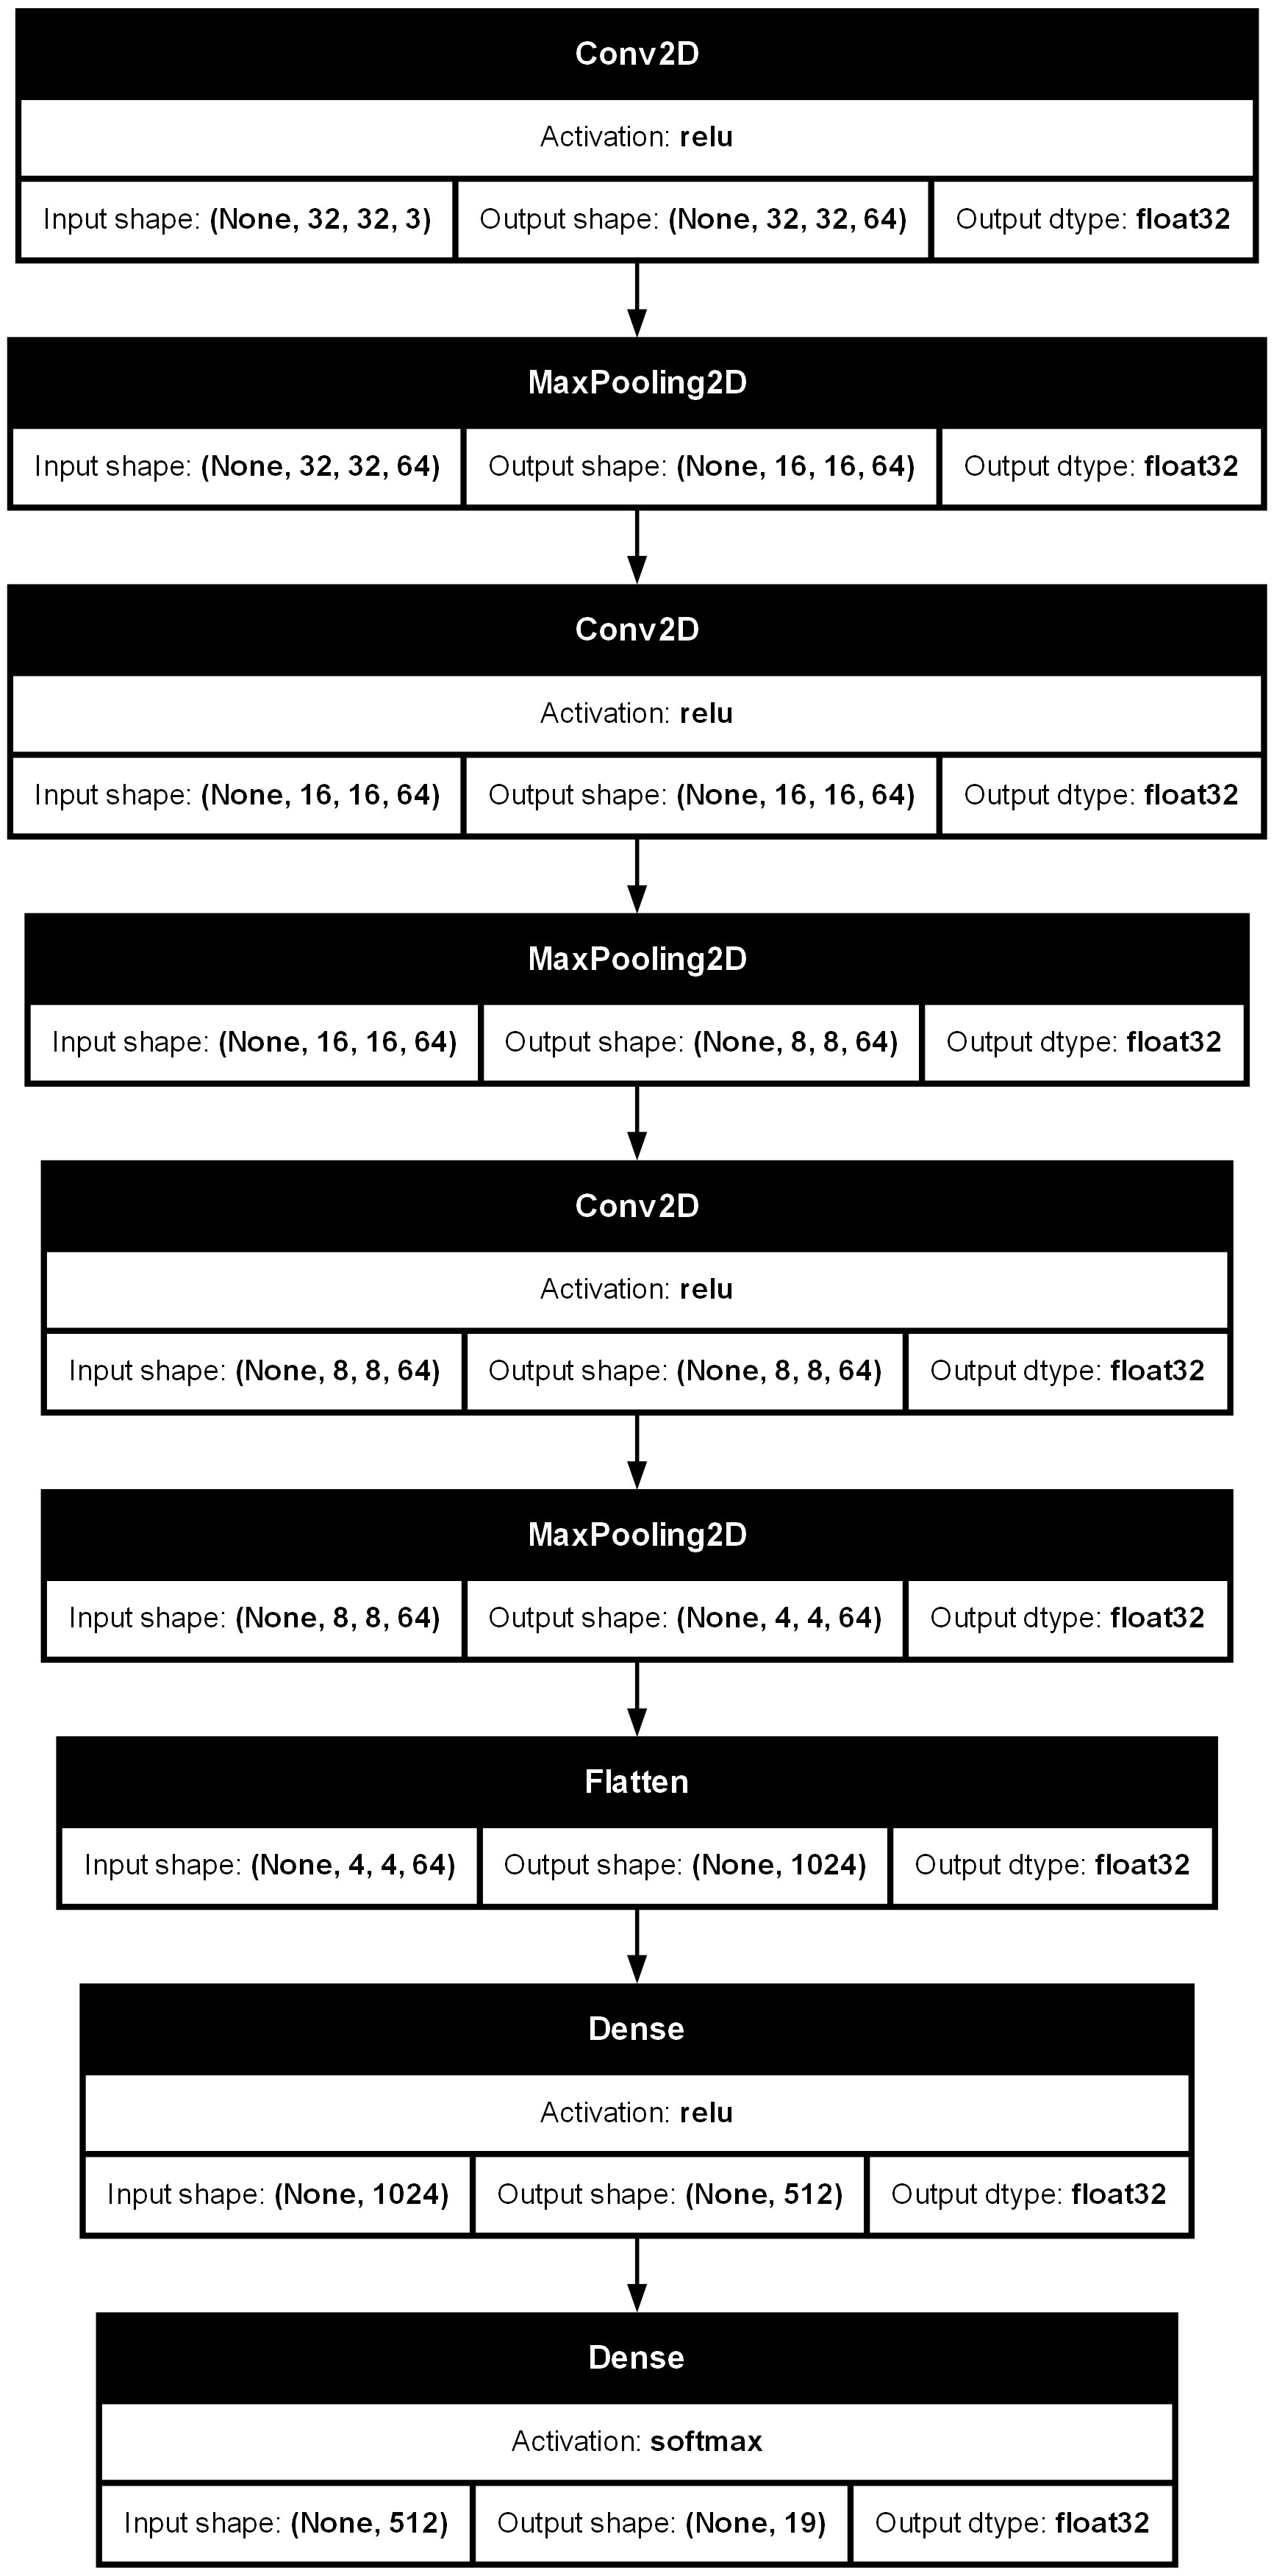 Conv2D
Activation: relu
Input shape: (None, 32, 32, 3) Output shape: (None, 32, 32, 64) Output dtype: float32
MaxPooling2D
Input shape: (None, 32, 32, 64) Output shape: (None, 16, 16, 64) Output dtype: float32
Conv2D
Activation: relu
Input shape: (None, 16, 16, 64) Output shape: (None, 16, 16, 64) Output dtype: float32
MaxPooling2D
Input shape: (None, 16, 16, 64) Output shape: (None, 8, 8, 64) Output dtype: float32
Conv2D
Activation: relu
Input shape: (None, 8, 8, 64) Output shape: (None, 8, 8, 64) Output dtype: float32
MaxPooling2D
Input shape: (None, 8, 8, 64) Output shape: (None, 4, 4, 64) Output dtype: float32
Flatten
Input shape: (None, 4, 4, 64) Output shape: (None, 1024) Output dtype: float32
Dense
Activation: relu
Input shape: (None, 1024) Output shape: (None, 512) Output dtype: float32
Dense
Activation: softmax
Input shape: (None, 512) Output shape: (None, 19) Output dtype: float32